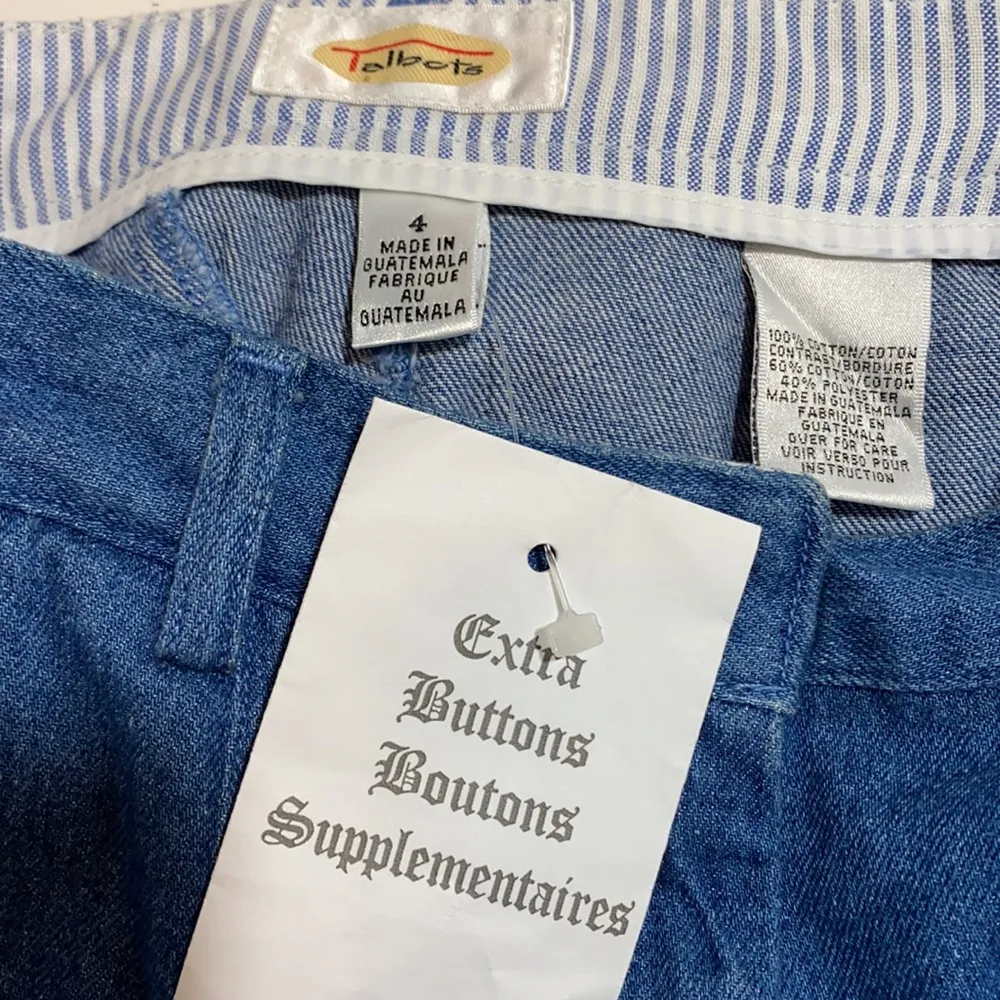 Talbots
4
MADE IN
GUATEMALA
FABRIQUE
AU
GUATEMALA
100% COTTON/COTON
CONTRAST/BORDURE
60% COTTON/COTON
40% POLYESTER
MADE IN GUATEMALA
FABRIQUE EN
GUATEMALA
OVER FOR CARE
VOIR VERSO POUR
INSTRUCTION
Extra
Buttons
Boutons
Supplementaires